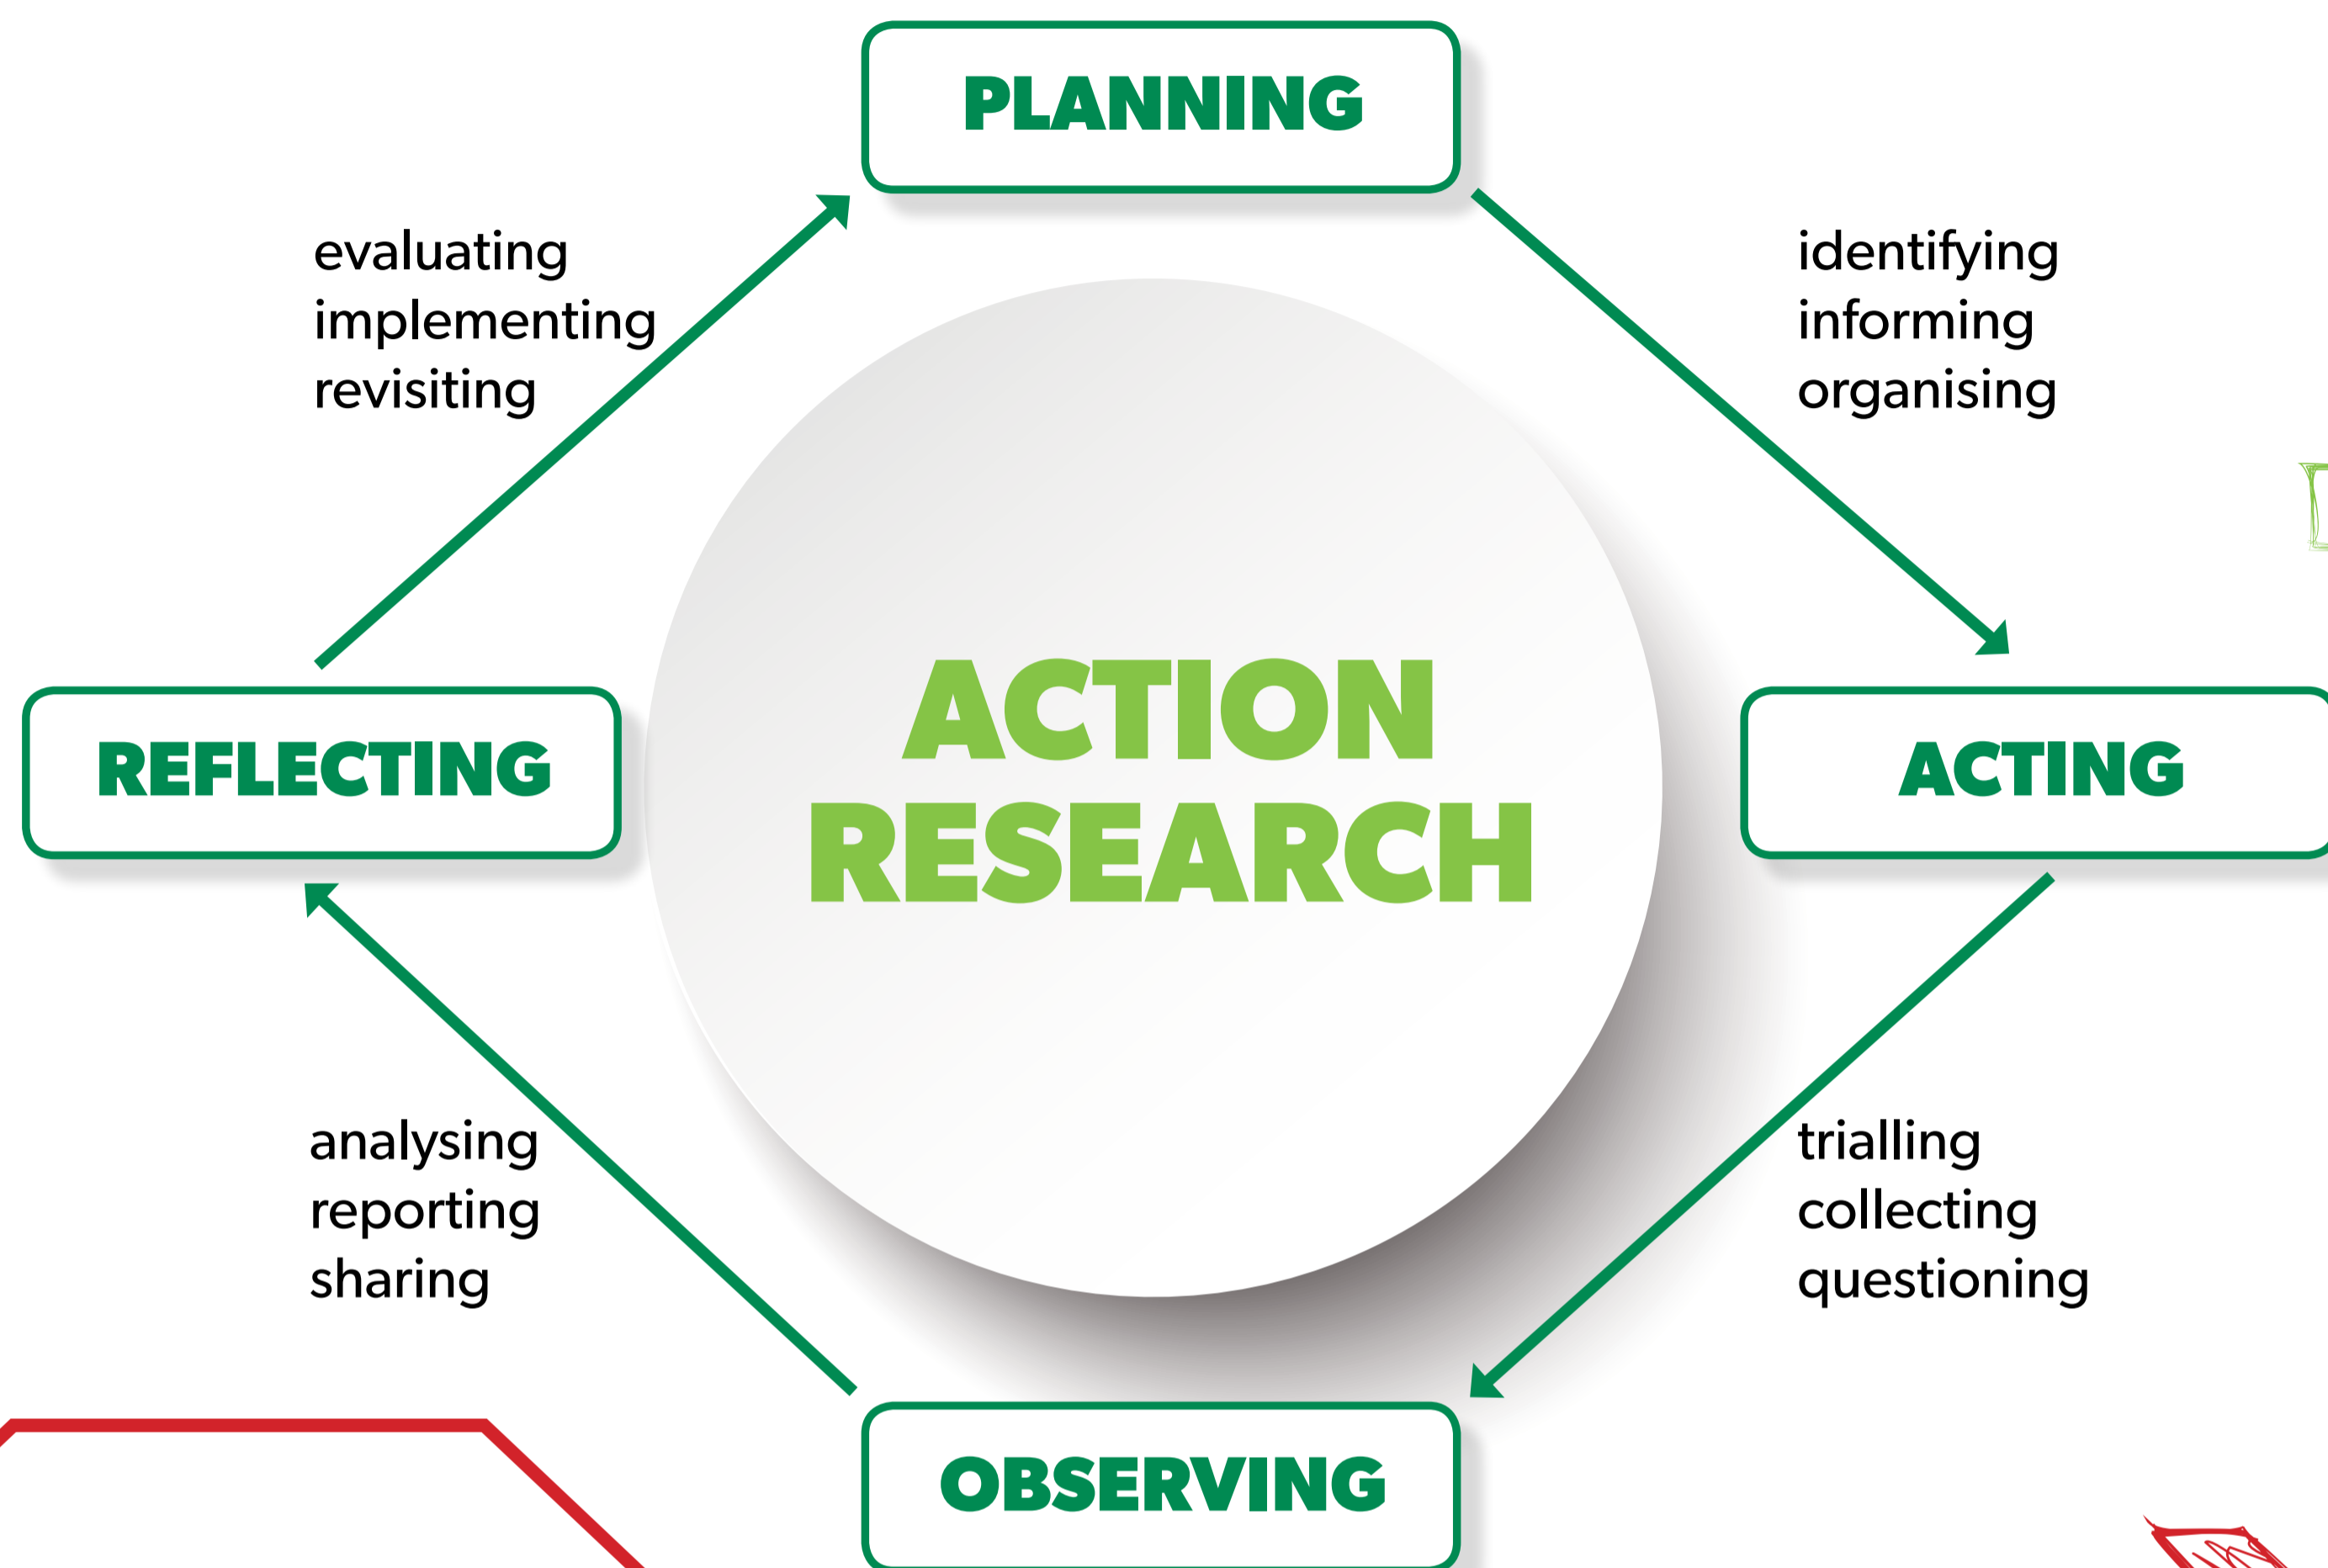 PLANNING
evaluating
implementing
revisiting
identifying
informing
organising
ACTION
RESEARCH
REFLECTING
ACTING
analysing
reporting
sharing
trialling
collecting
questioning
OBSERVING